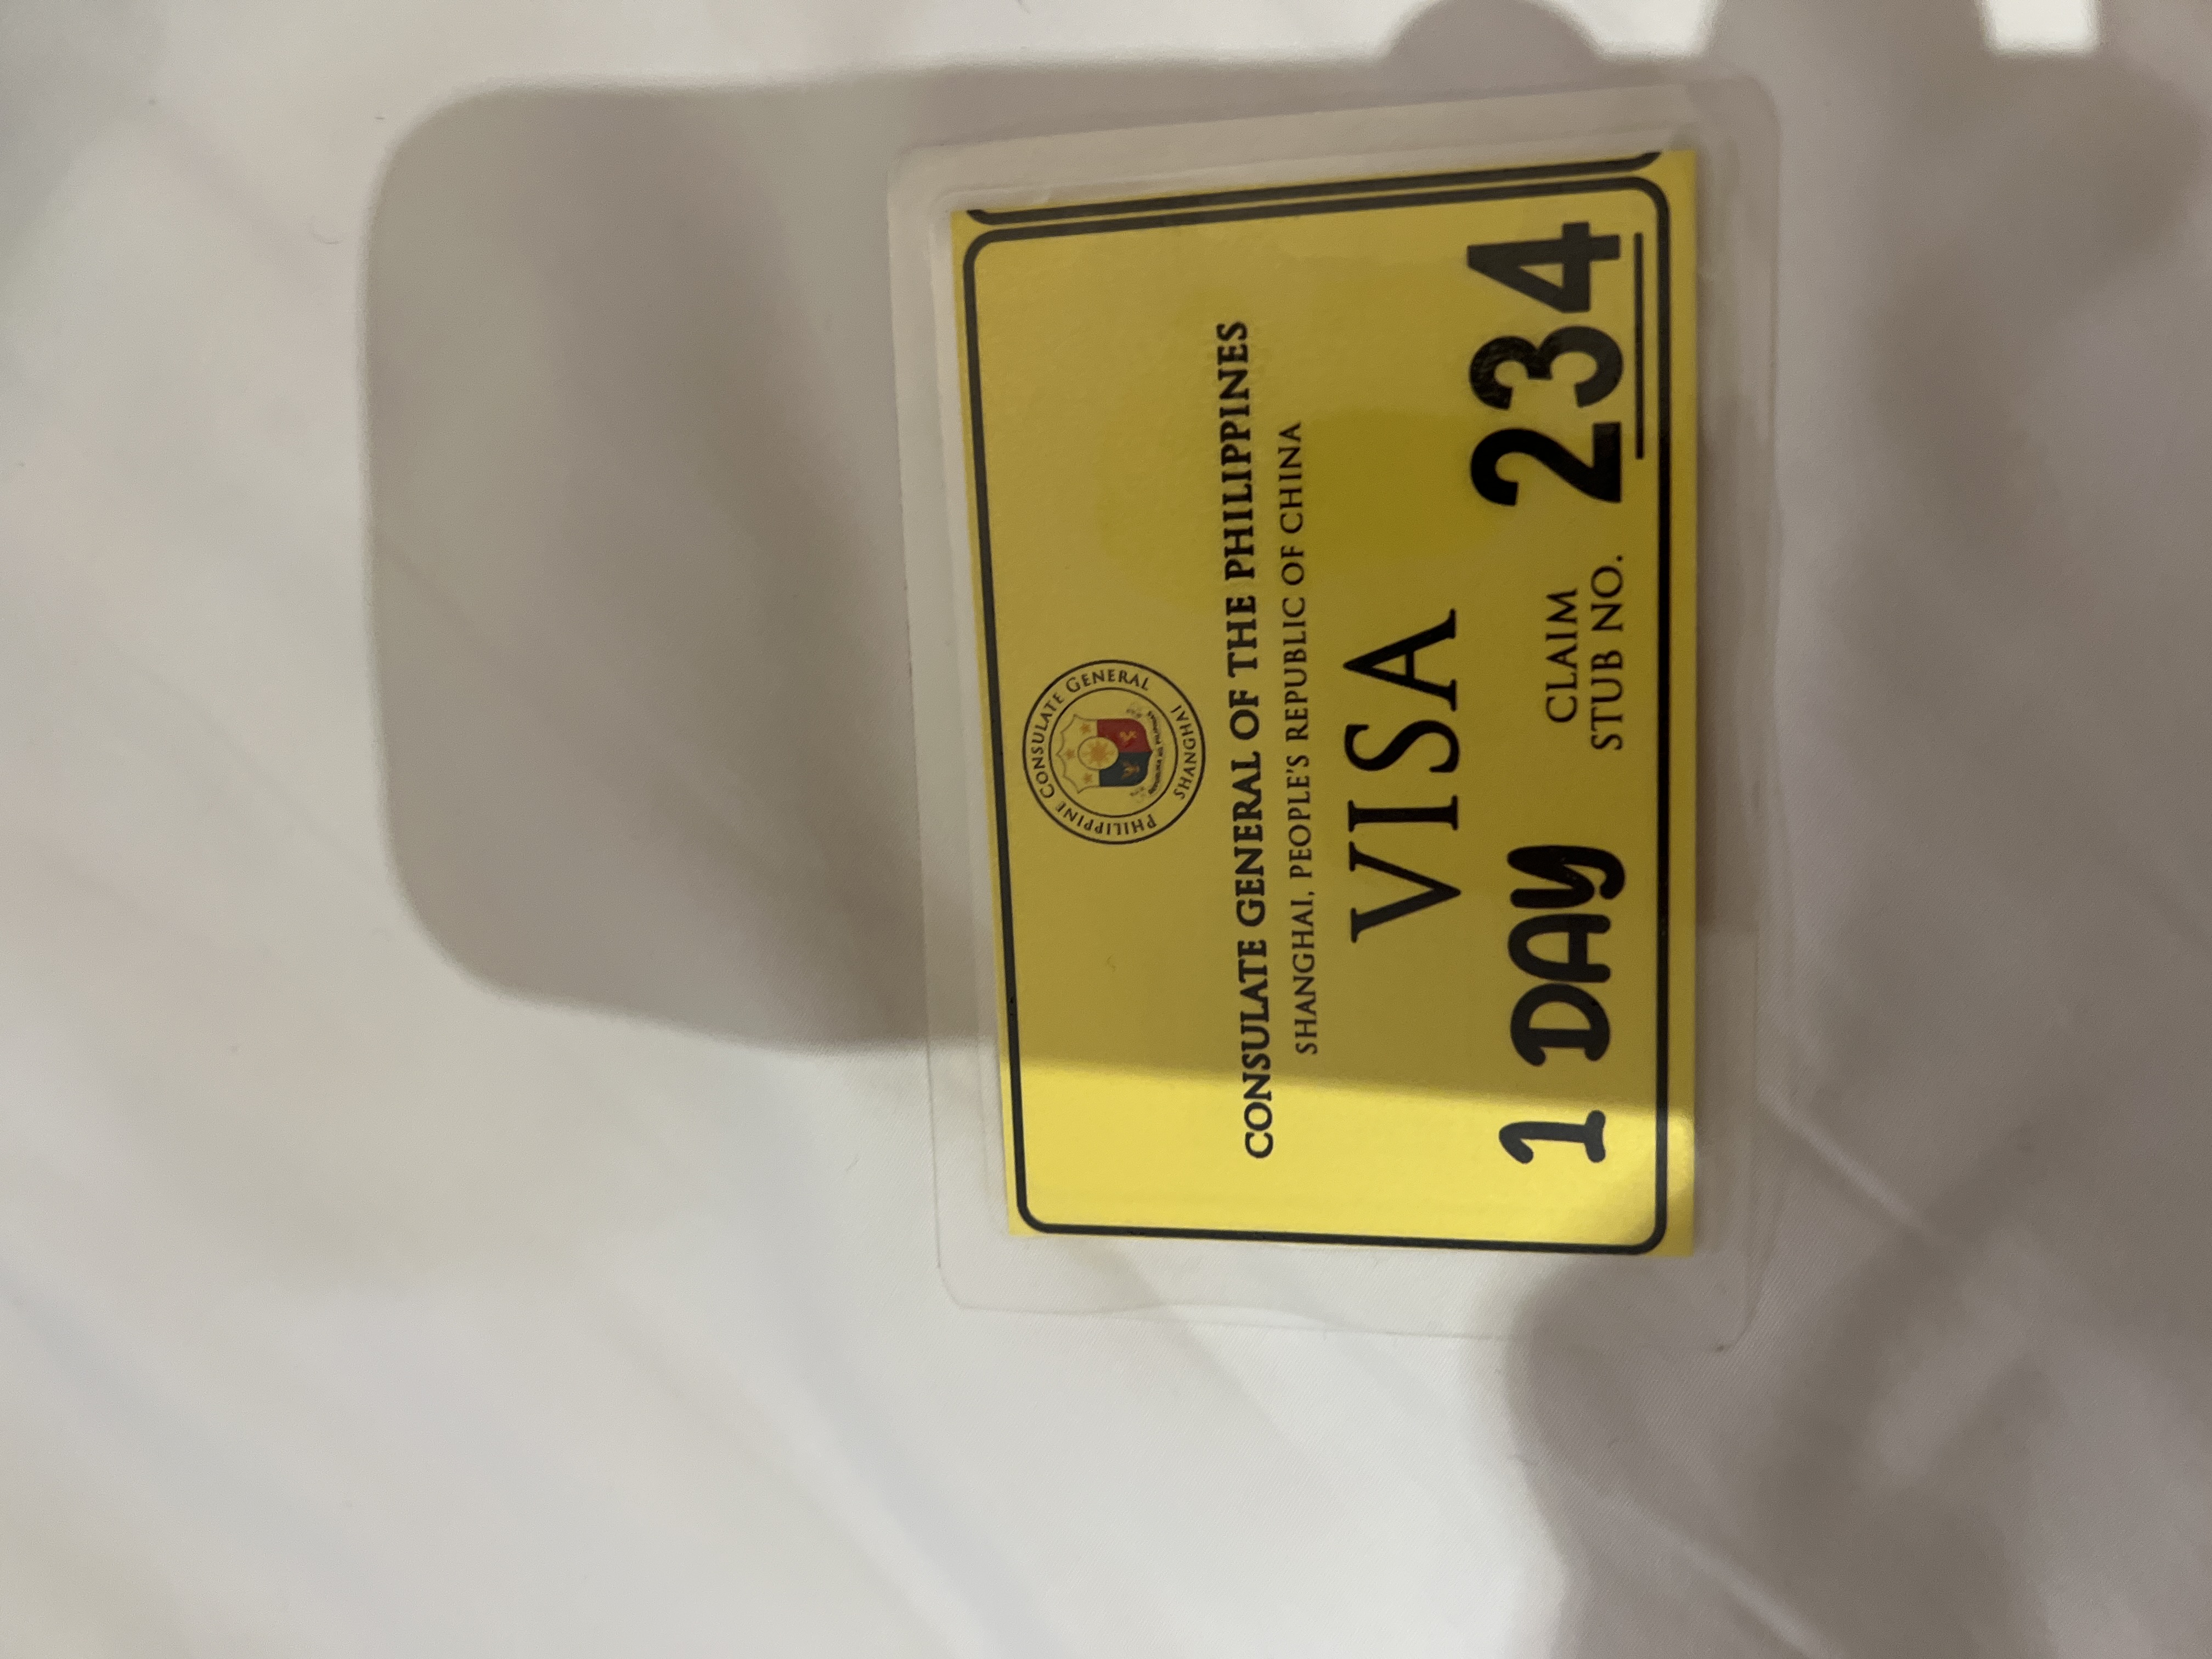 PHILIPPINE CONSULATE GENERAL
SHANGHAI
CONSULATE GENERAL OF THE PHILIPPINES
SHANGHAI, PEOPLE'S REPUBLIC OF CHINA
VISA
1 DAY
CLAIM
STUB NO. 234